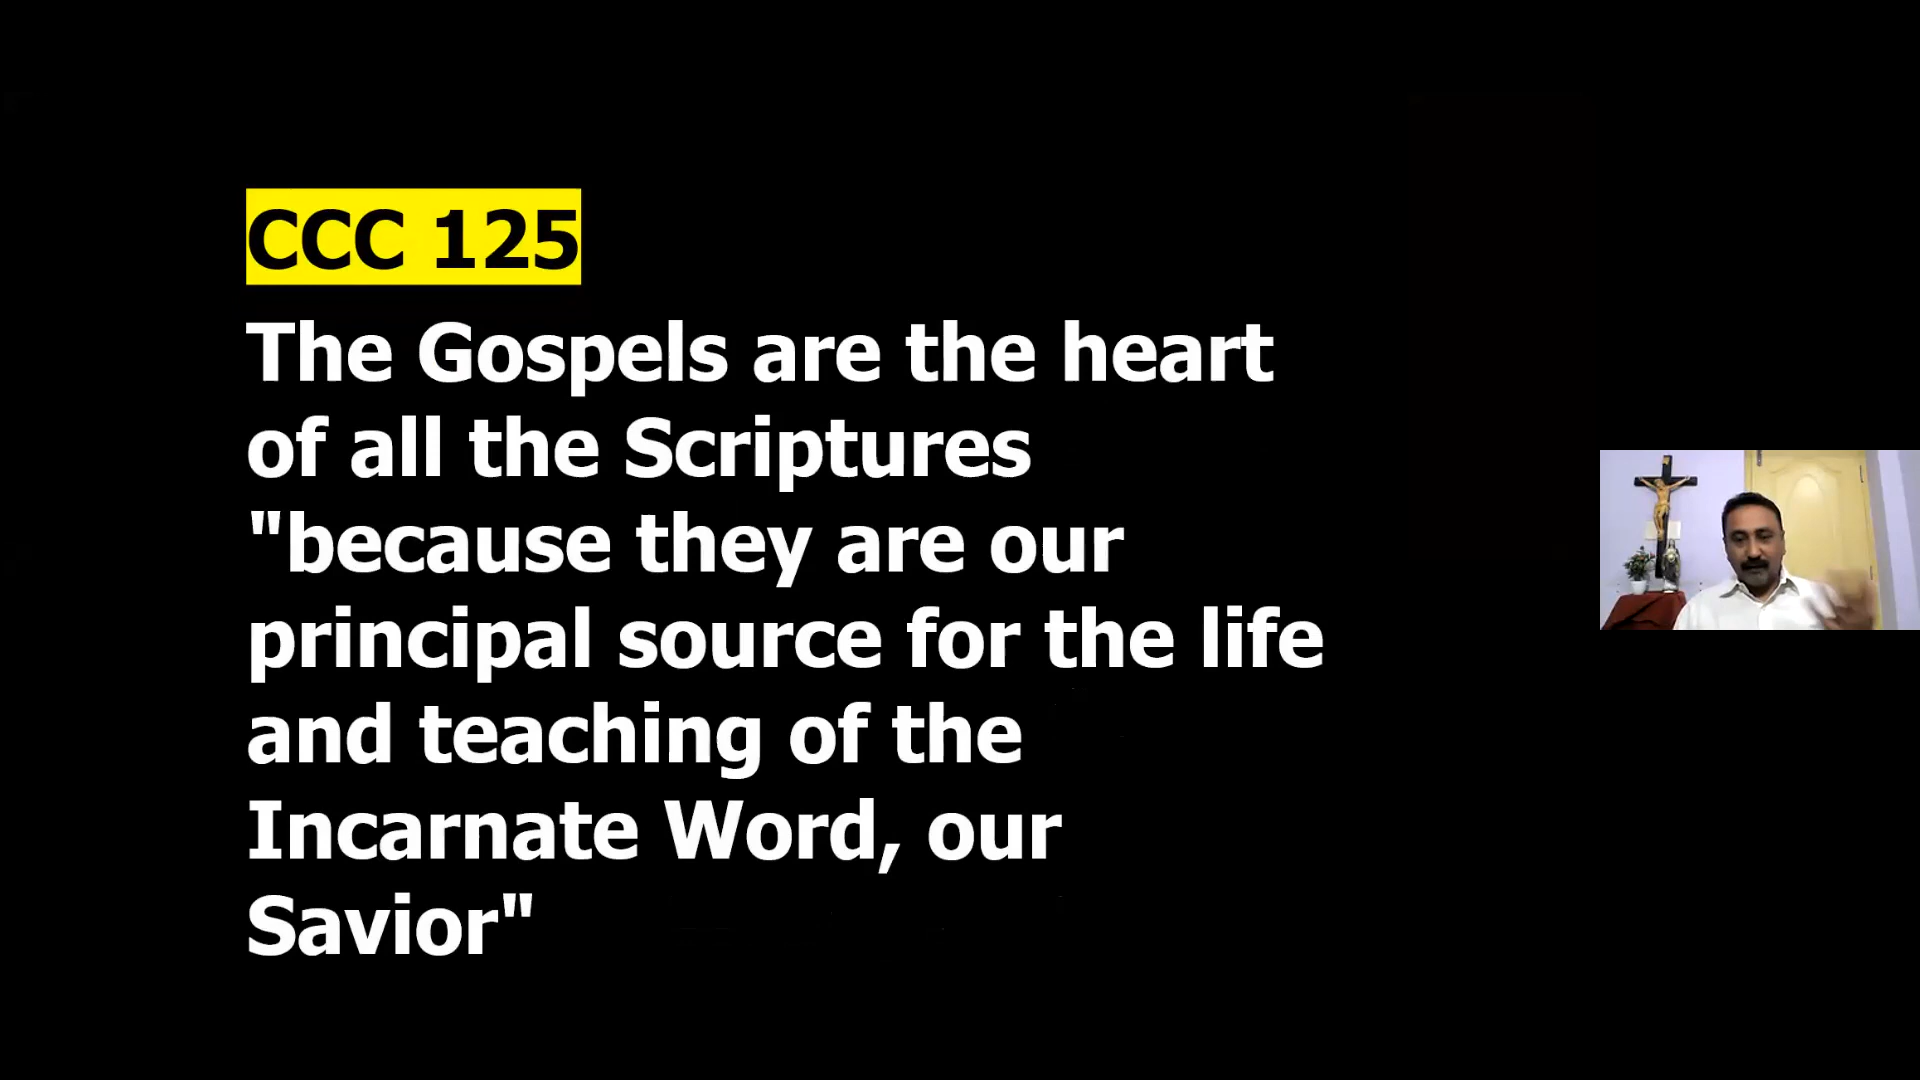 CCC 125
The Gospels are the heart
of all the Scriptures
"because they are our
principal source for the life
and teaching of the
Incarnate Word, our
Savior"